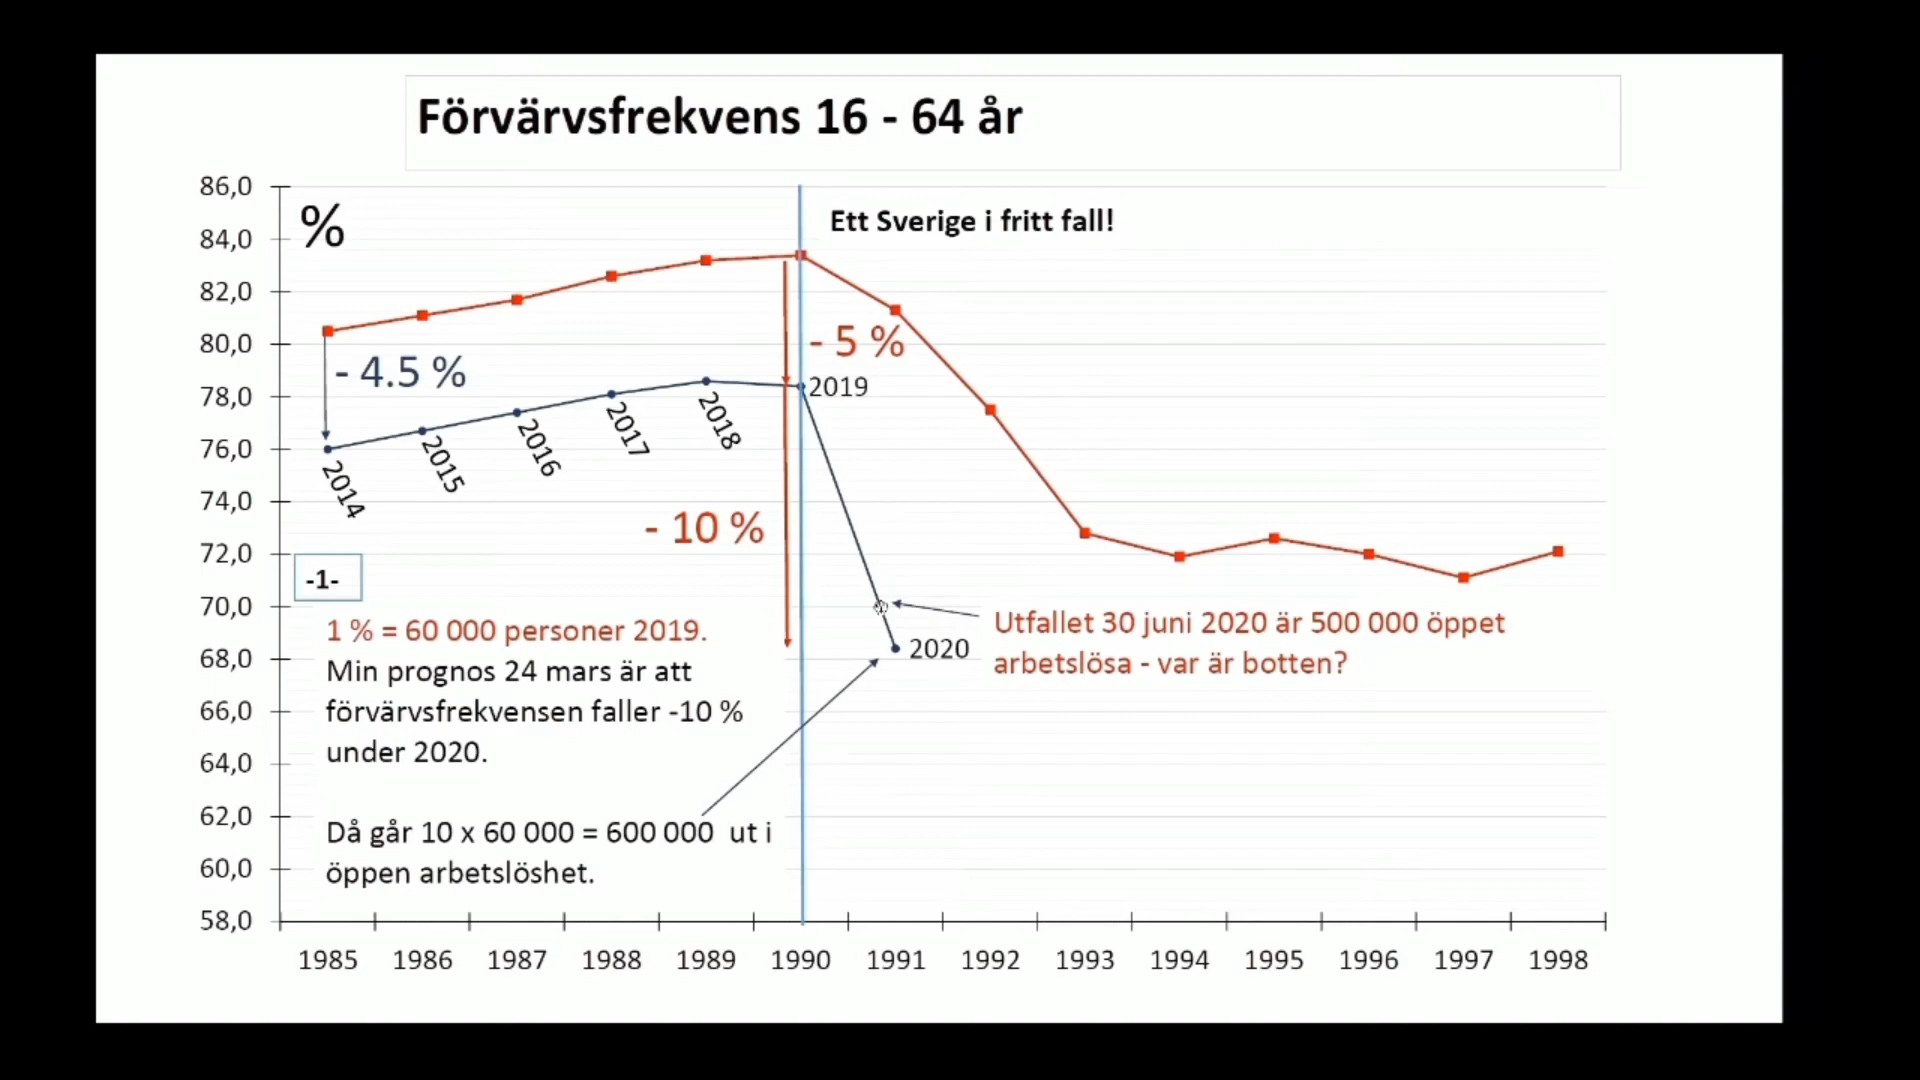 Förvärvsfrekvens 16 - 64 år
86,0
%
Ett Sverige i fritt fall!
84,0
82,0
80,0
- 5 %
- 4.5 %
78,0
2019
2018
2017
2016
2015
2014
76,0
74,0
- 10 %
72,0
-1-
70,0
1 % = 60 000 personer 2019.
Min prognos 24 mars är att
förvärvsfrekvensen faller -10 %
under 2020.
Utfallet 30 juni 2020 är 500 000 öppet
arbetslösa - var är botten?
2020
68,0
66,0
64,0
62,0
Då går 10 x 60 000 = 600 000 ut i
öppen arbetslöshet.
60,0
58,0
1985 1986 1987 1988 1989 1990 1991 1992 1993 1994 1995 1996 1997 1998